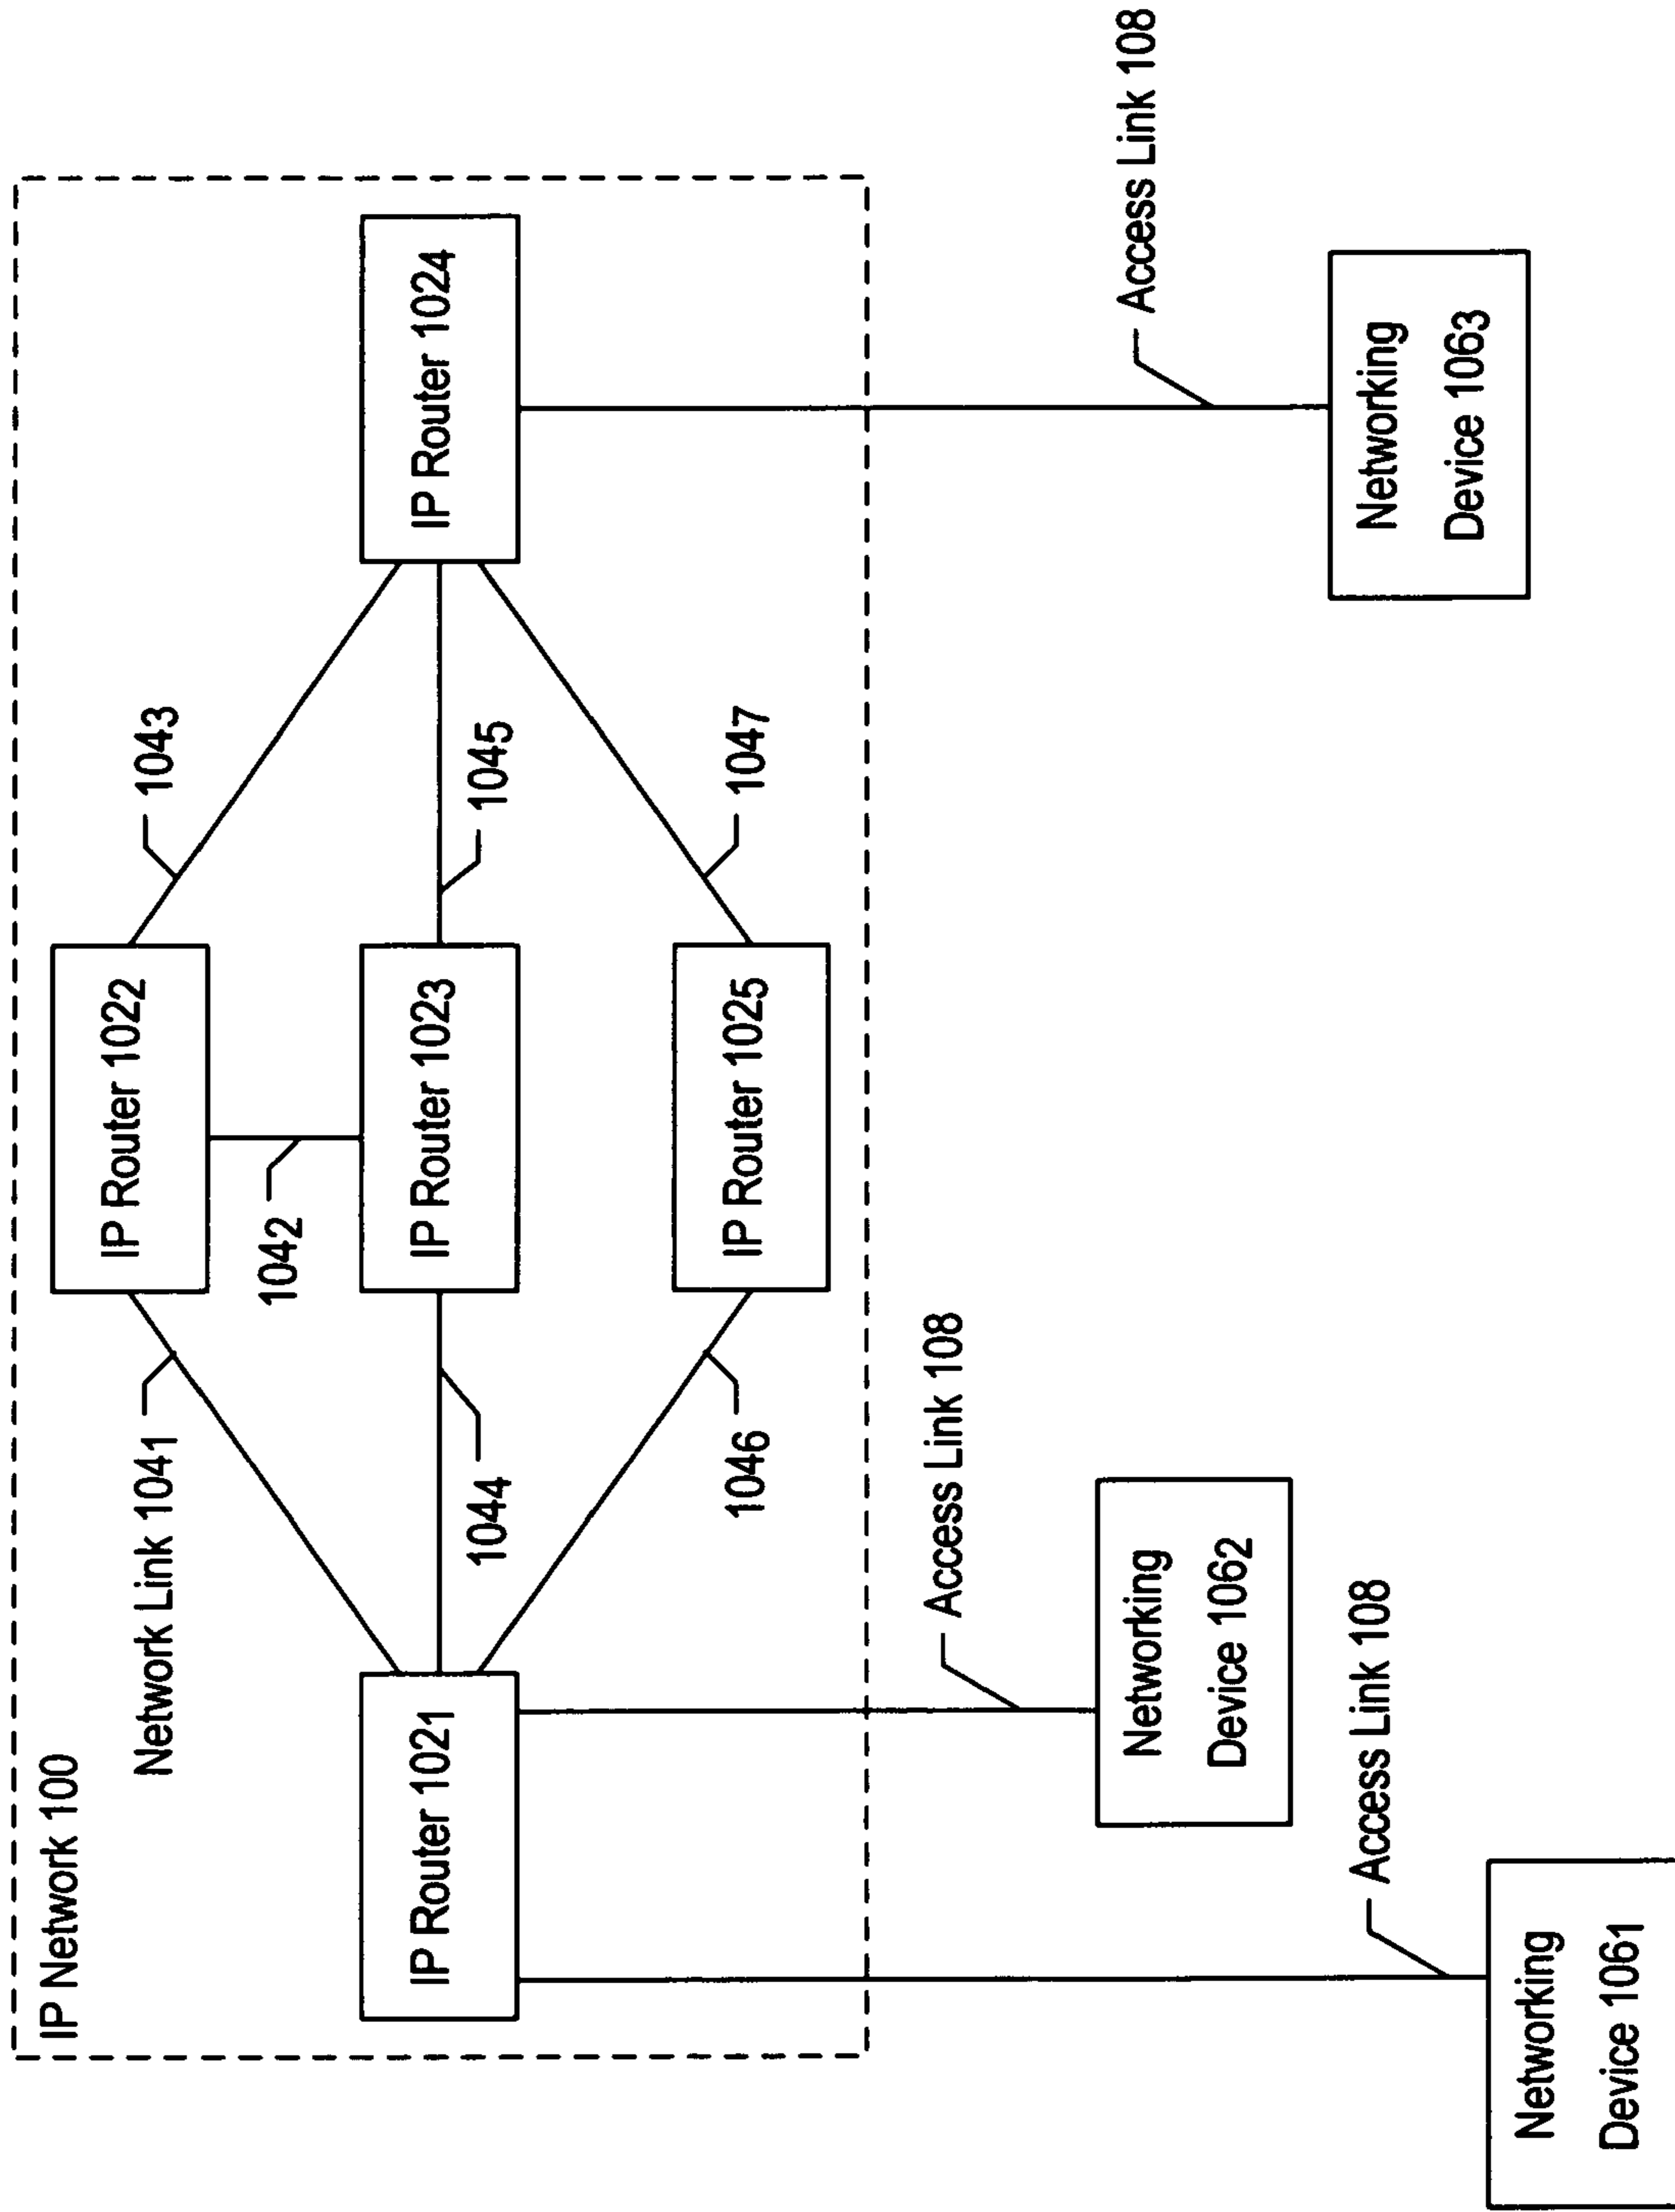 IP Network 100
Network Link 1041
1043
IP Router 1022
1042
IP Router 1021
1044
IP Router 1023
1045
IP Router 1024
1046
IP Router 1025
1047
Access Link 108
Networking
Device 1062
Access Link 108
Networking
Device 1061
Access Link 108
Networking
Device 1063